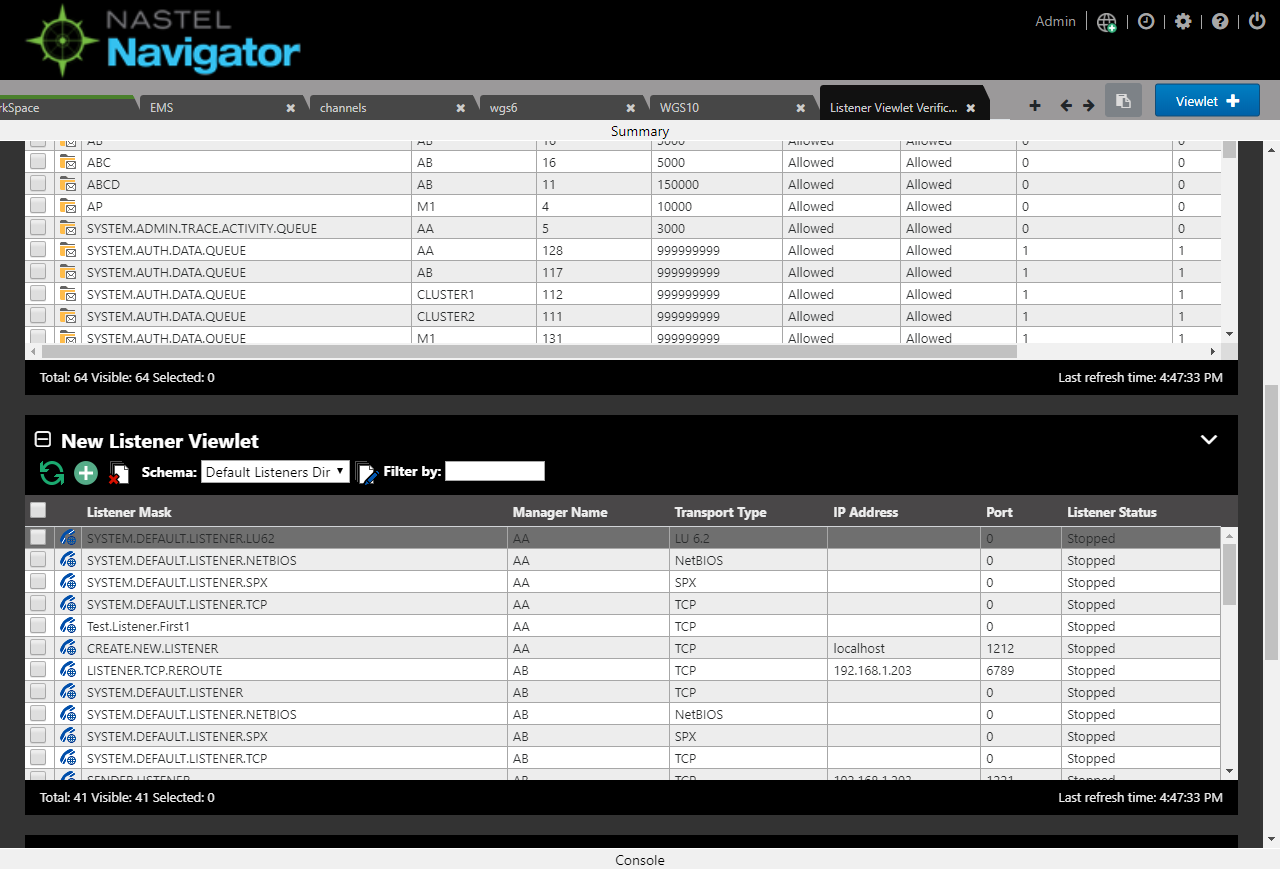 NASTEL
Navigator
Admin
rkSpace
EMS
channels
wgs6
WGS10
Listener Viewlet Verific...
Viewlet
Summary
AB AB 16 5000 Allowed Allowed 0 0
ABC AB 16 5000 Allowed Allowed 0 0
ABCD AB 11 150000 Allowed Allowed 0 0
AP M1 4 10000 Allowed Allowed 0 0
SYSTEM.ADMIN.TRACE.ACTIVITY.QUEUE AA 5 3000 Allowed Allowed 0 0
SYSTEM.AUTH.DATA.QUEUE AA 128 999999999 Allowed Allowed 1 1
SYSTEM.AUTH.DATA.QUEUE AB 117 999999999 Allowed Allowed 1 1
SYSTEM.AUTH.DATA.QUEUE CLUSTER1 112 999999999 Allowed Allowed 1 1
SYSTEM.AUTH.DATA.QUEUE CLUSTER2 111 999999999 Allowed Allowed 1 1
SYSTEM.AUTH.DATA.QUEUE M1 131 999999999 Allowed Allowed 1 1
Total: 64 Visible: 64 Selected: 0 Last refresh time: 4:47:33 PM
New Listener Viewlet
Schema: Default Listeners Dir Filter by:
Listener Mask Manager Name Transport Type IP Address Port Listener Status
SYSTEM.DEFAULT.LISTENER.LU62 AA LU 6.2 0 Stopped
SYSTEM.DEFAULT.LISTENER.NETBIOS AA NetBIOS 0 Stopped
SYSTEM.DEFAULT.LISTENER.SPX AA SPX 0 Stopped
SYSTEM.DEFAULT.LISTENER.TCP AA TCP 0 Stopped
Test.Listener.First1 AA TCP 0 Stopped
CREATE.NEW.LISTENER AA TCP localhost 1212 Stopped
LISTENER.TCP.REROUTE AB TCP 192.168.1.203 6789 Stopped
SYSTEM.DEFAULT.LISTENER AB TCP 0 Stopped
SYSTEM.DEFAULT.LISTENER.NETBIOS AB NetBIOS 0 Stopped
SYSTEM.DEFAULT.LISTENER.SPX AB SPX 0 Stopped
SYSTEM.DEFAULT.LISTENER.TCP AB TCP 0 Stopped
SENDER.LISTENER AB TCP 192.168.1.203 1221 Stopped
Total: 41 Visible: 41 Selected: 0 Last refresh time: 4:47:33 PM
Console